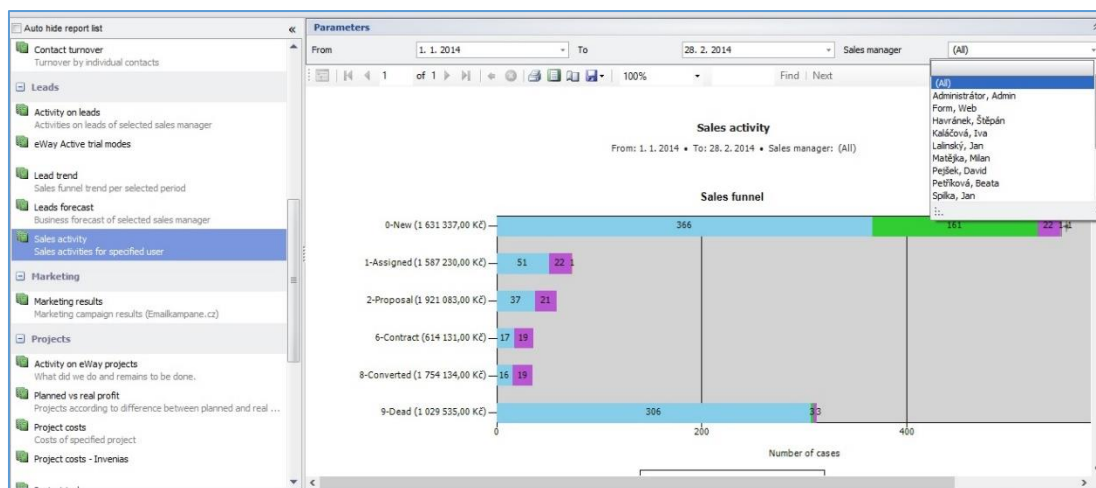 Auto hide report list
«
Contact turnover
Turnover by individual contacts
Leads
Activity on leads
Activities on leads of selected sales manager
eWay Active trial modes
Lead trend
Sales funnel trend per selected period
Leads forecast
Business forecast of selected sales manager
Sales activity
Sales activities for specified user
Marketing
Marketing results
Marketing campaign results (Emailkampane.cz)
Projects
Activity on eWay projects
What did we do and remains to be done.
Planned vs real profit
Projects according to difference between planned and real ...
Project costs
Costs of specified project
Project costs - Invenias
Parameters
From 1. 1. 2014 To 28. 2. 2014 Sales manager (All)
1 of 1 100% Find | Next
(All)
Administrátor, Admin
Form, Web
Havránek, Štěpán
Kaláčová, Iva
Lalinský, Jan
Matějka, Milan
Pejšek, David
Petříková, Beata
Spilka, Jan
Sales activity
From: 1. 1. 2014 • To: 28. 2. 2014 • Sales manager: (All)
Sales funnel
0-New (1 631 337,00 Kč) 366 161 22
1-Assigned (1 587 230,00 Kč) 51 22 1
2-Proposal (1 921 083,00 Kč) 37 21
6-Contract (614 131,00 Kč) 17 19
8-Converted (1 754 134,00 Kč) 16 19
9-Dead (1 029 535,00 Kč) 306 3 3
0 200 400
Number of cases